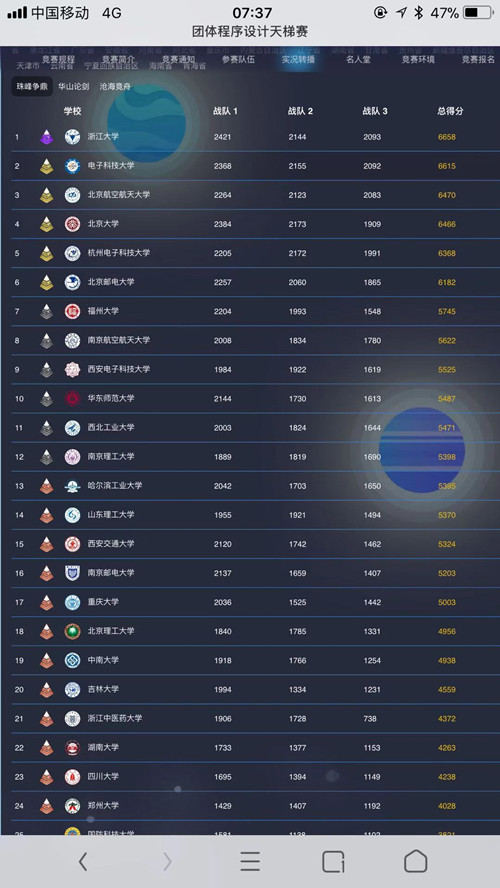 中国移动 4G 07:37 47%
团体程序设计天梯赛
竞赛规程 竞赛简介 竞赛通知 参赛队伍 实况转播 名人堂 竞赛环境 竞赛报名
天津市 云南省 宁夏回族自治区 海南省 青海省
珠峰争鼎 华山论剑 沧海竞舟
学校 战队 1 战队 2 战队 3 总得分
1 浙江大学 2421 2144 2093 6658
2 电子科技大学 2368 2155 2092 6615
3 北京航空航天大学 2264 2123 2083 6470
4 北京大学 2384 2173 1909 6466
5 杭州电子科技大学 2205 2172 1991 6368
6 北京邮电大学 2257 2060 1865 6182
7 福州大学 2204 1993 1548 5745
8 南京航空航天大学 2008 1834 1780 5622
9 西安电子科技大学 1984 1922 1619 5525
10 华东师范大学 2144 1730 1613 5487
11 西北工业大学 2003 1824 1644 5471
12 南京理工大学 1889 1819 1690 5398
13 哈尔滨工业大学 2042 1703 1650 5395
14 山东理工大学 1955 1921 1494 5370
15 西安交通大学 2120 1742 1462 5324
16 南京邮电大学 2137 1659 1407 5203
17 重庆大学 2036 1525 1442 5003
18 北京理工大学 1840 1785 1331 4956
19 中南大学 1918 1766 1254 4938
20 吉林大学 1994 1334 1231 4559
21 浙江中医药大学 1906 1728 738 4372
22 湖南大学 1733 1377 1153 4263
23 四川大学 1695 1394 1149 4238
24 郑州大学 1429 1407 1192 4028
25 国防科技大学 1581 1138 1102 3821